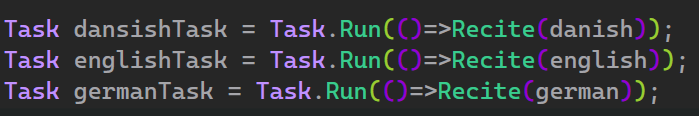 Task dansishTask = Task.Run(()=>Recite(danish));
Task englishTask = Task.Run(()=>Recite(english));
Task germanTask = Task.Run(()=>Recite(german));